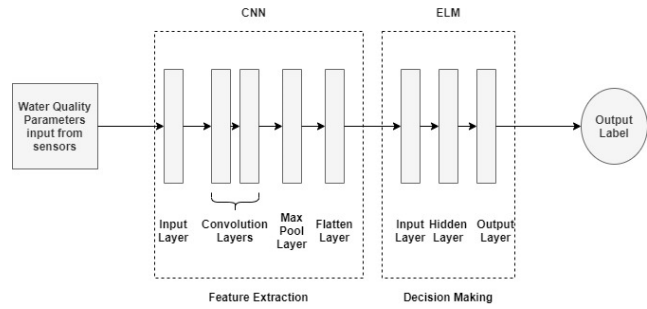 CNN
ELM
Water Quality
Parameters
input from
sensors
Output
Label
Input
Layer
Convolution
Layers
Max
Pool
Layer
Flatten
Layer
Input
Layer
Hidden
Layer
Output
Layer
Feature Extraction
Decision Making